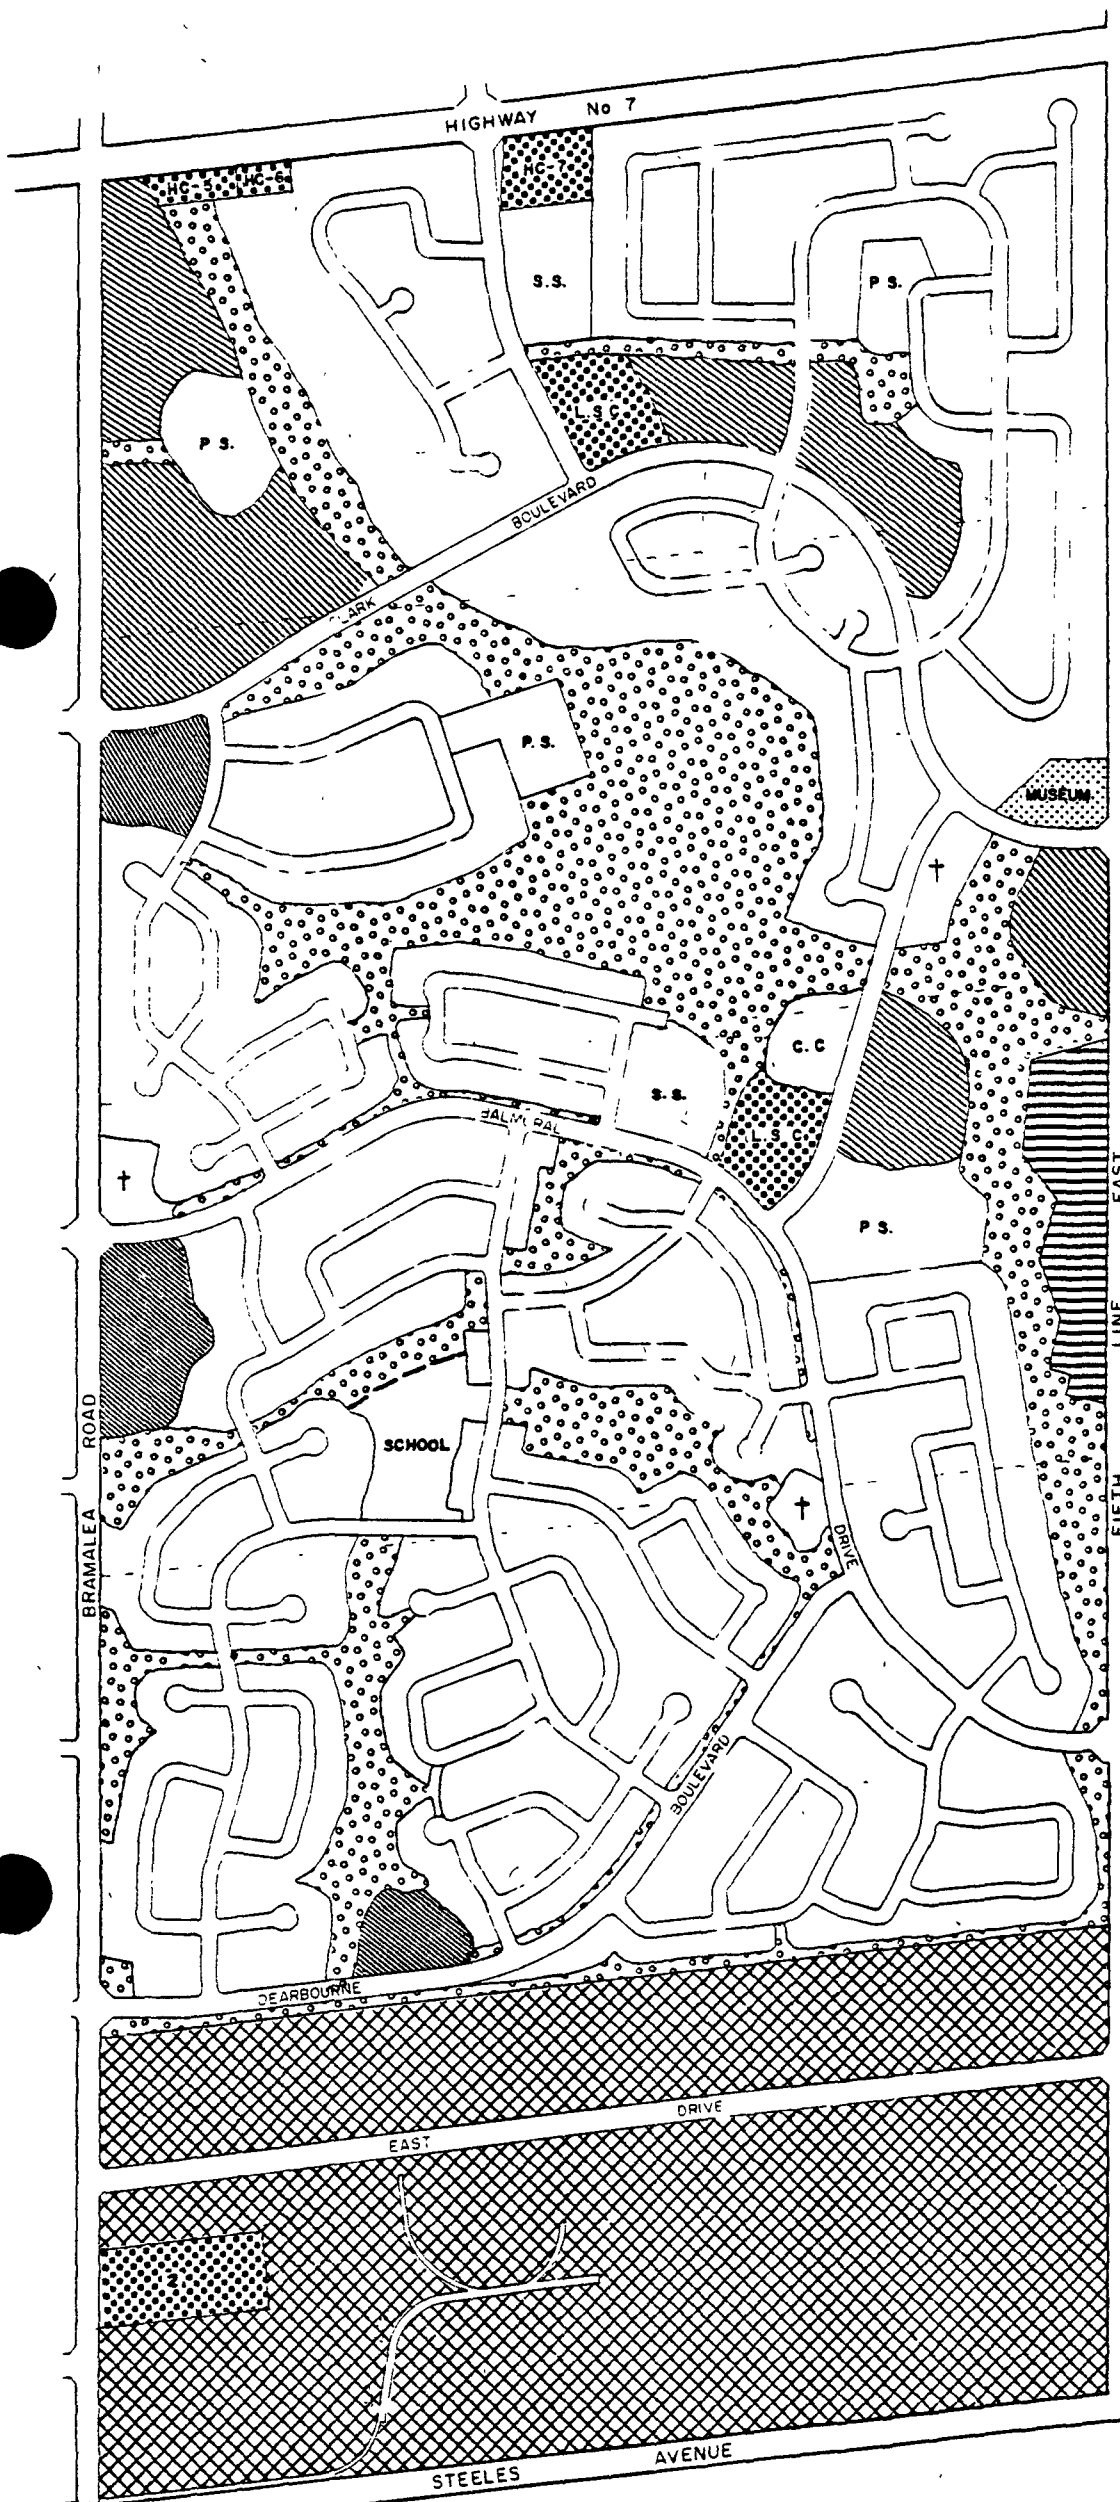 HIGHWAY No 7
HC-5 HC-6
HC-7
S.S.
P S.
L.S C.
P S.
BOULEVARD
LARK
P. S.
MUSEUM
†
C. C
S. S.
BALMORAL
L. S C
†
P S.
EAST
LINE
FIFTH
ROAD
BRAMALEA
SCHOOL
†
DRIVE
BOULEVARD
DEARBOURNE
EAST DRIVE
2
STEELES AVENUE